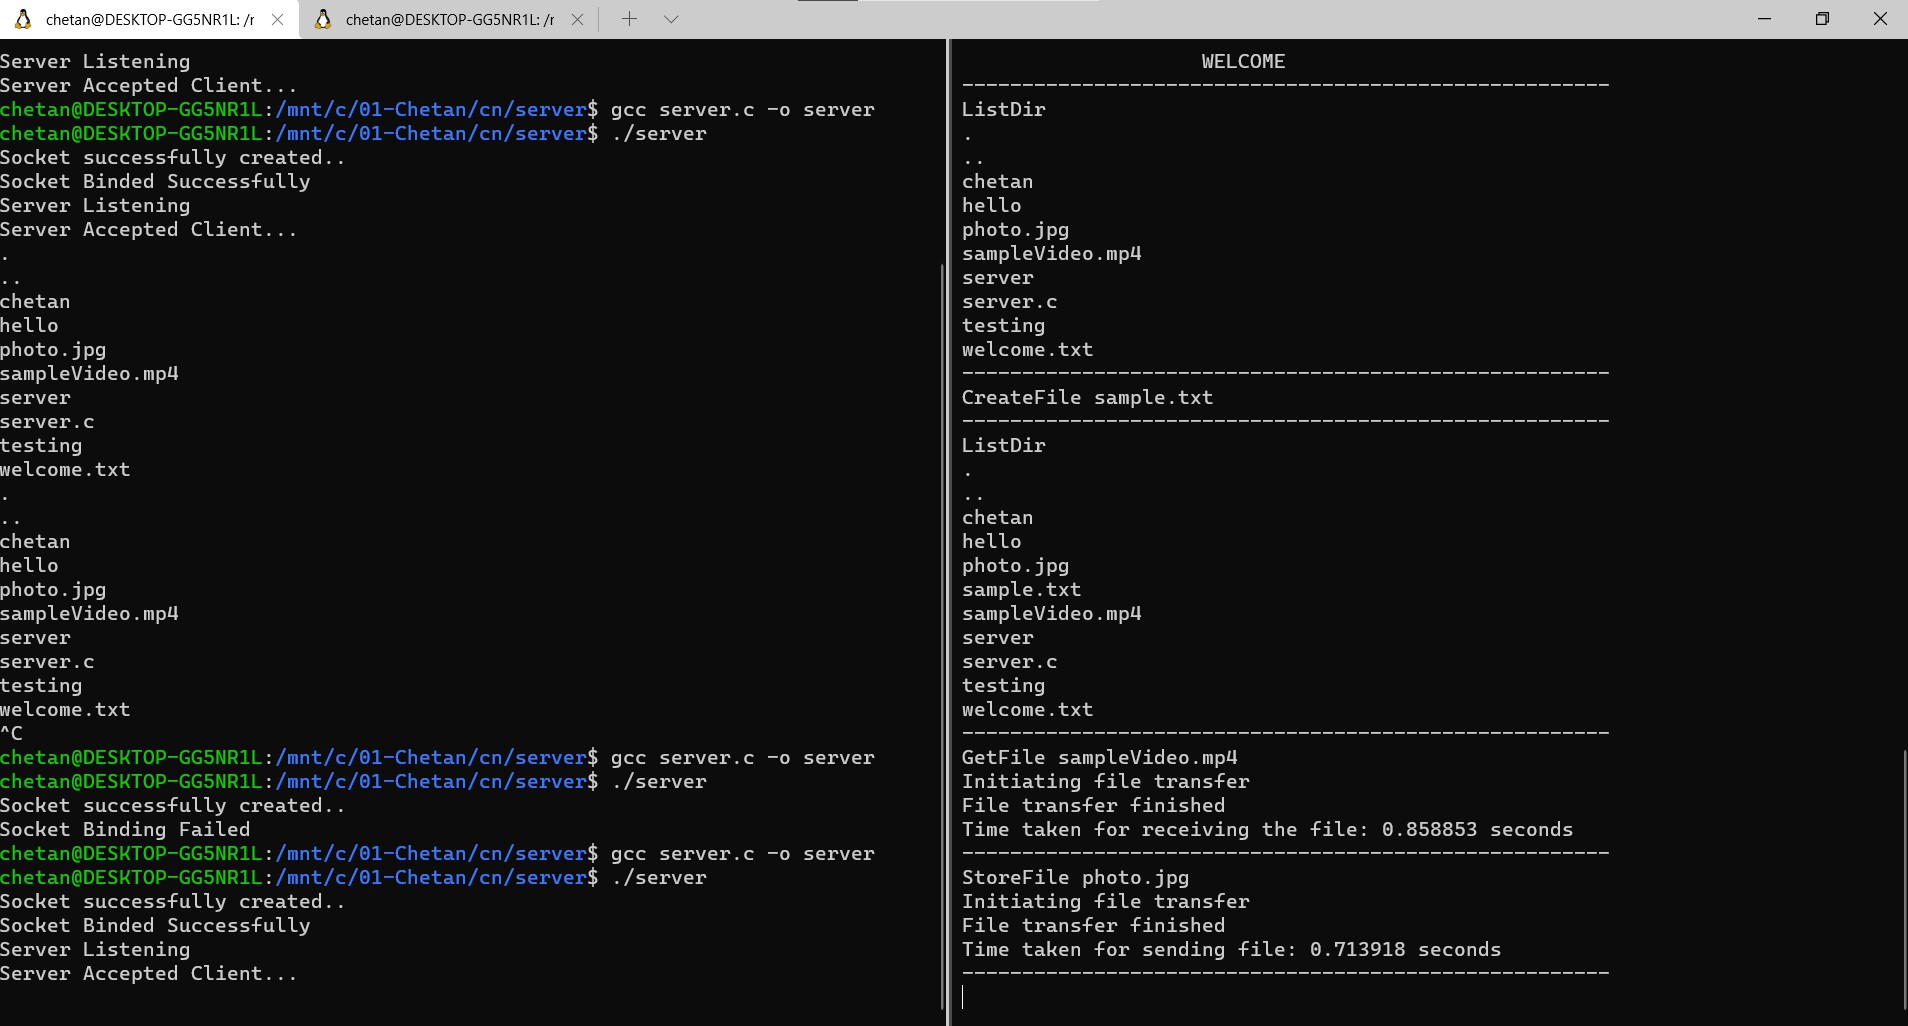 chetan@DESKTOP-GG5NR1L: /r
chetan@DESKTOP-GG5NR1L: /r
Server Listening
Server Accepted Client...
chetan@DESKTOP-GG5NR1L:/mnt/c/01-Chetan/cn/server$ gcc server.c -o server
chetan@DESKTOP-GG5NR1L:/mnt/c/01-Chetan/cn/server$ ./server
Socket successfully created..
Socket Binded Successfully
Server Listening
Server Accepted Client...
.
..
chetan
hello
photo.jpg
sampleVideo.mp4
server
server.c
testing
welcome.txt
.
..
chetan
hello
photo.jpg
sampleVideo.mp4
server
server.c
testing
welcome.txt
^C
chetan@DESKTOP-GG5NR1L:/mnt/c/01-Chetan/cn/server$ gcc server.c -o server
chetan@DESKTOP-GG5NR1L:/mnt/c/01-Chetan/cn/server$ ./server
Socket successfully created..
Socket Binding Failed
chetan@DESKTOP-GG5NR1L:/mnt/c/01-Chetan/cn/server$ gcc server.c -o server
chetan@DESKTOP-GG5NR1L:/mnt/c/01-Chetan/cn/server$ ./server
Socket successfully created..
Socket Binded Successfully
Server Listening
Server Accepted Client...
WELCOME
------------------------------------------------------
ListDir
.
..
chetan
hello
photo.jpg
sampleVideo.mp4
server
server.c
testing
welcome.txt
------------------------------------------------------
CreateFile sample.txt
------------------------------------------------------
ListDir
.
..
chetan
hello
photo.jpg
sample.txt
sampleVideo.mp4
server
server.c
testing
welcome.txt
------------------------------------------------------
GetFile sampleVideo.mp4
Initiating file transfer
File transfer finished
Time taken for receiving the file: 0.858853 seconds
------------------------------------------------------
StoreFile photo.jpg
Initiating file transfer
File transfer finished
Time taken for sending file: 0.713918 seconds
------------------------------------------------------